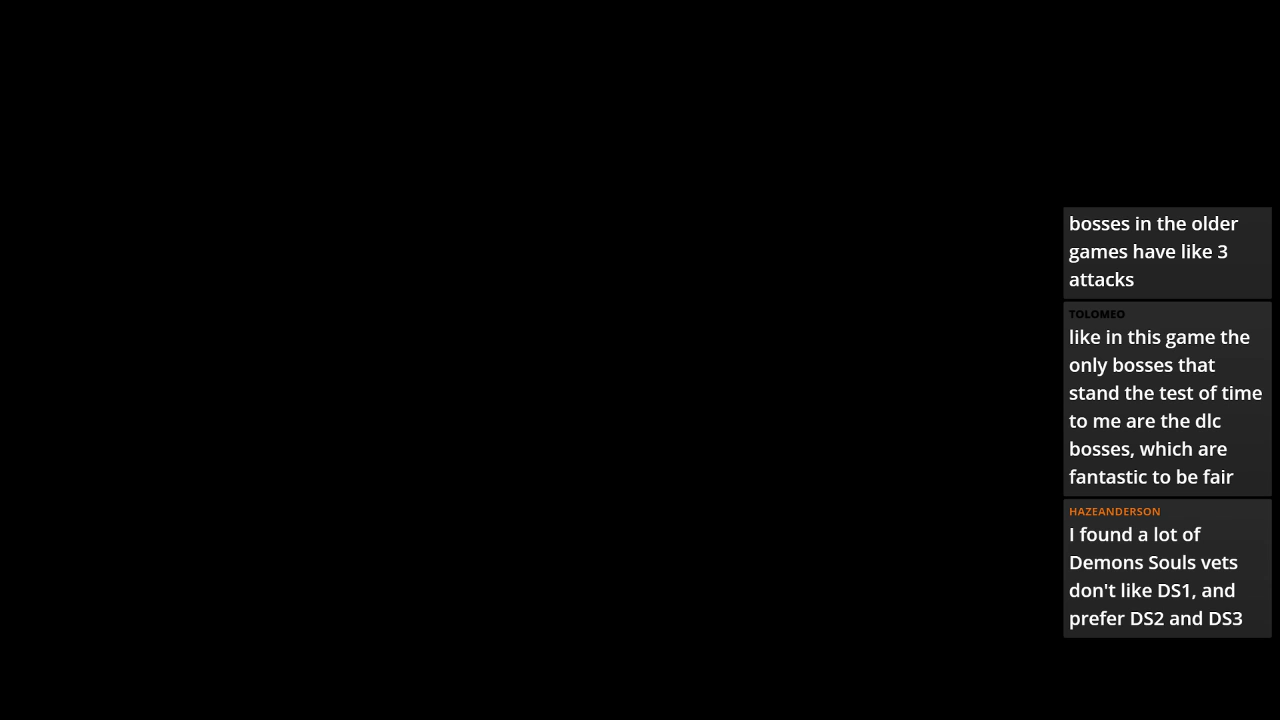 bosses in the older
games have like 3
attacks
TOLOMEO
like in this game the
only bosses that
stand the test of time
to me are the dlc
bosses, which are
fantastic to be fair
HAZEANDERSON
I found a lot of
Demons Souls vets
don't like DS1, and
prefer DS2 and DS3